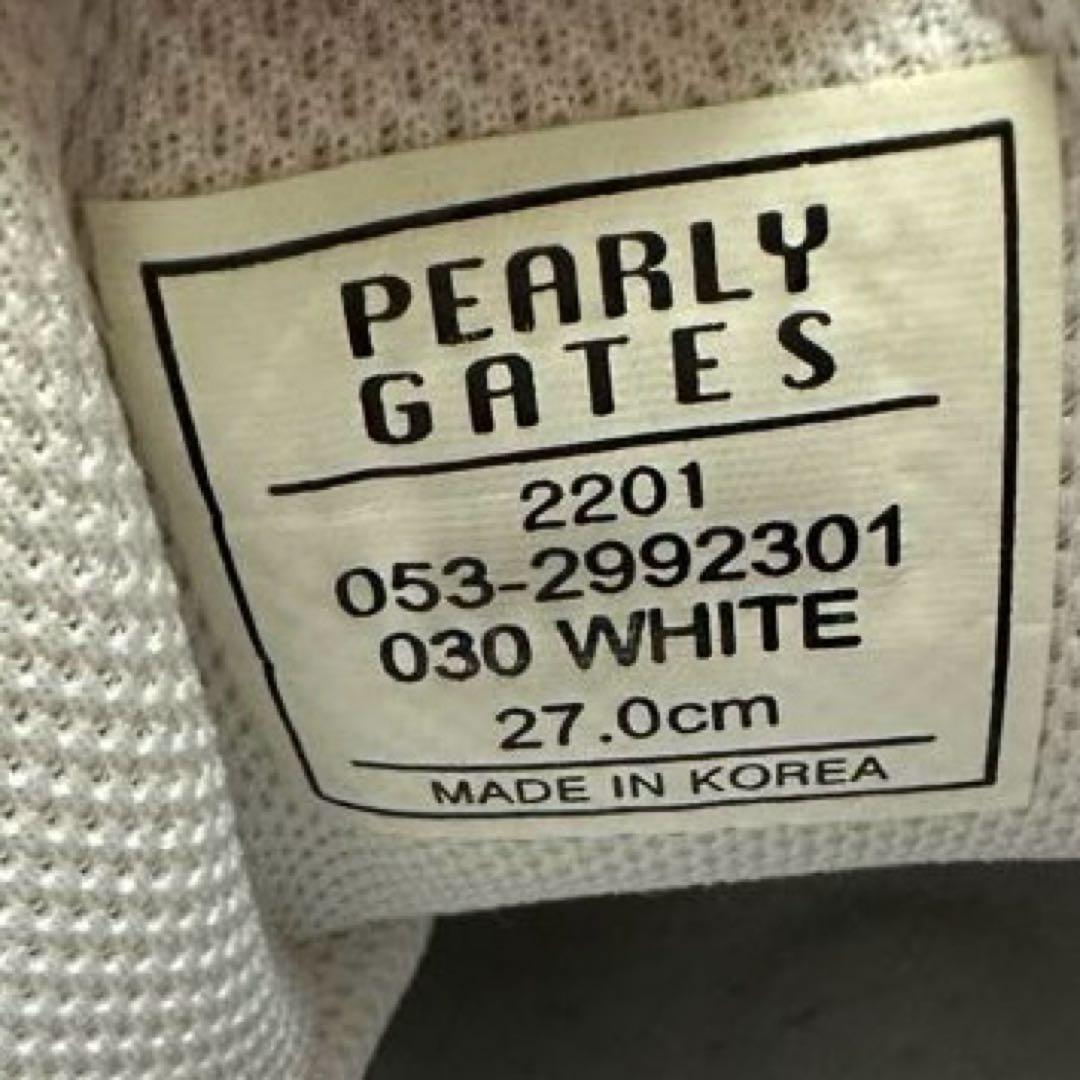 PEARLY
GATES
2201
053-2992301
030 WHITE
27.0cm
MADE IN KOREA